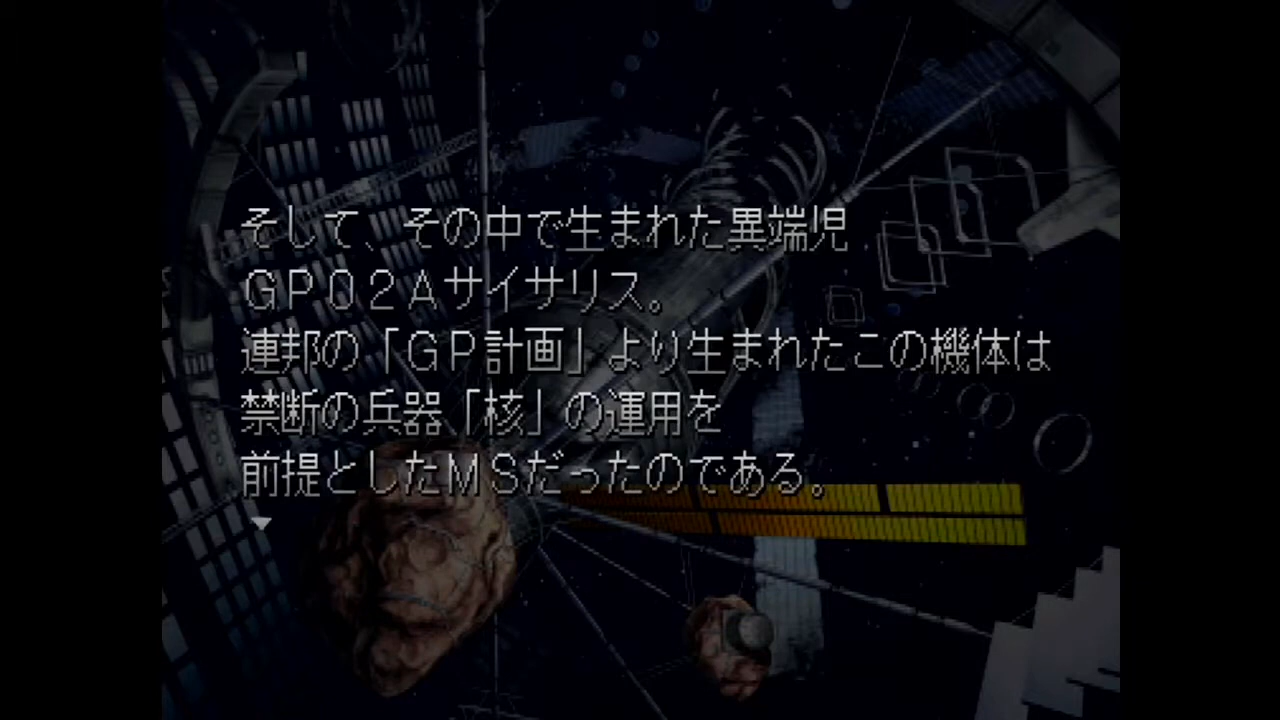 そして、その中で生まれた異端児
ＧＰ０２Ａサイサリス。
連邦の「ＧＰ計画」より生まれたこの機体は
禁断の兵器「核」の運用を
前提としたＭＳだったのである。